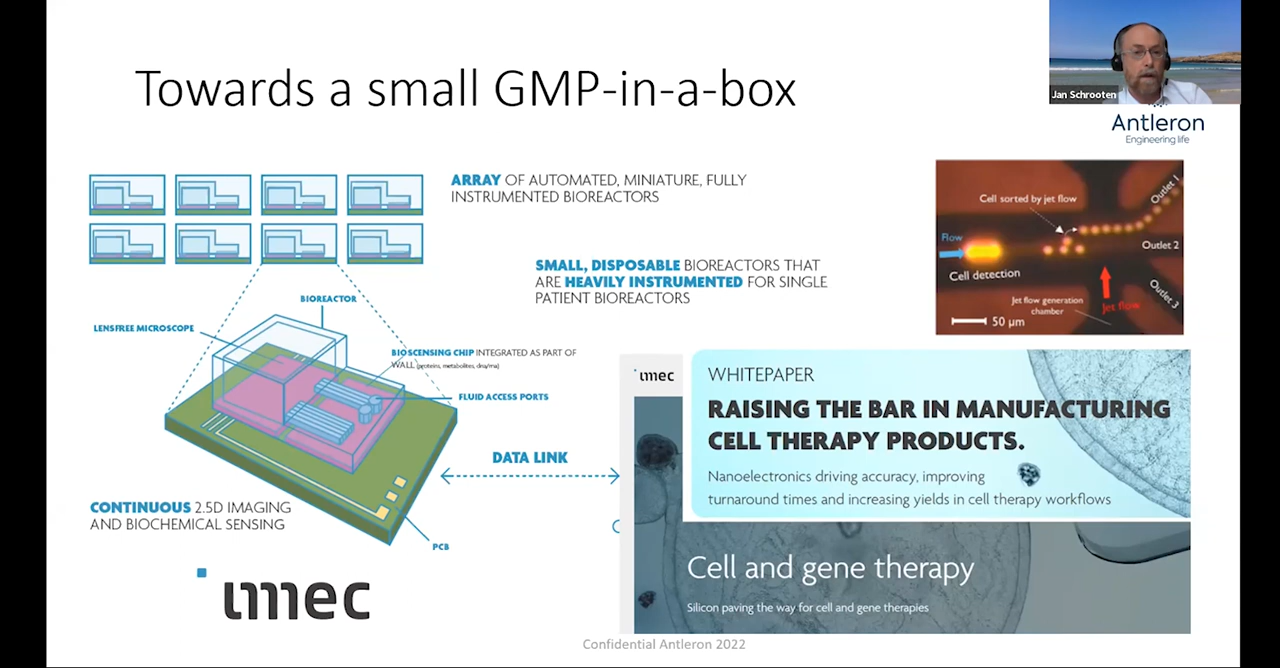 Towards a small GMP-in-a-box
Jan Schrooten
Antleron
Engineering life
ARRAY OF AUTOMATED, MINIATURE, FULLY
INSTRUMENTED BIOREACTORS
SMALL, DISPOSABLE BIOREACTORS THAT
ARE HEAVILY INSTRUMENTED FOR SINGLE
PATIENT BIOREACTORS
Cell sorted by jet flow
Outlet 1
Flow
Outlet 2
Cell detection
Jet flow generation
chamber
Jet flow
Outlet 3
50 µm
BIOREACTOR
LENSFREE MICROSCOPE
BIOSCENSING CHIP INTEGRATED AS PART OF
WALL (proteins, metabolites, dna/rna)
FLUID ACCESS PORTS
DATA LINK
CONTINUOUS 2.5D IMAGING
AND BIOCHEMICAL SENSING
PCB
imec
imec
WHITEPAPER
RAISING THE BAR IN MANUFACTURING
CELL THERAPY PRODUCTS.
Nanoelectronics driving accuracy, improving
turnaround times and increasing yields in cell therapy workflows
Cell and gene therapy
Silicon paving the way for cell and gene therapies
Confidential Antleron 2022